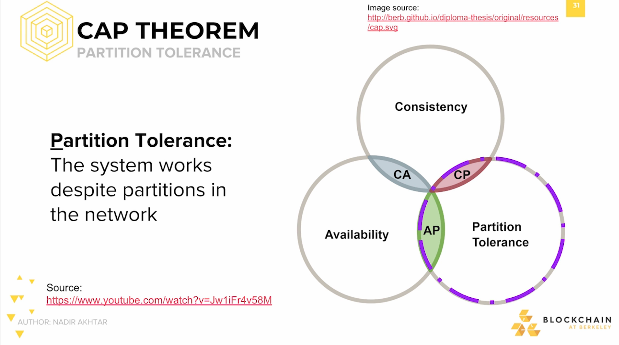 Image source:
http://berb.github.io/diploma-thesis/original/resources
/cap.svg
31
CAP THEOREM
PARTITION TOLERANCE
Partition Tolerance:
The system works
despite partitions in
the network
Consistency
CA
CP
Availability
AP
Partition
Tolerance
Source:
https://www.youtube.com/watch?v=Jw1iFr4v58M
AUTHOR: NADIR AKHTAR
BLOCKCHAIN
AT BERKELEY